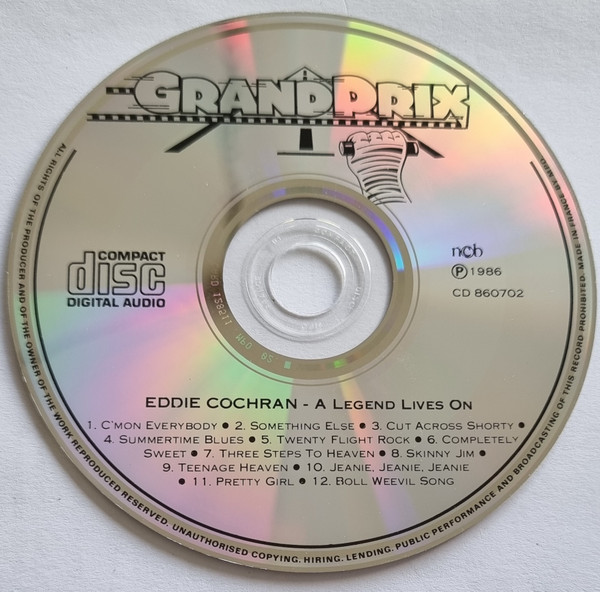 GRANDPRIX
COMPACT
disc
DIGITAL AUDIO
ncb
Ⓟ 1986
CD 860702
EDDIE COCHRAN - A LEGEND LIVES ON
1. C'MON EVERYBODY ● 2. SOMETHING ELSE ● 3. CUT ACROSS SHORTY ●
4. SUMMERTIME BLUES ● 5. TWENTY FLIGHT ROCK ● 6. COMPLETELY
SWEET ● 7. THREE STEPS TO HEAVEN ● 8. SKINNY JIM ●
9. TEENAGE HEAVEN ● 10. JEANIE, JEANIE, JEANIE
● 11. PRETTY GIRL ● 12. BOLL WEEVIL SONG
ALL RIGHTS OF THE PRODUCER AND OF THE OWNER OF THE WORK REPRODUCED RESERVED. UNAUTHORISED COPYING. HIRING. LENDING. PUBLIC PERFORMANCE AND BROADCASTING OF THIS RECORD PROHIBITED. MADE IN FRANCE BY MPO